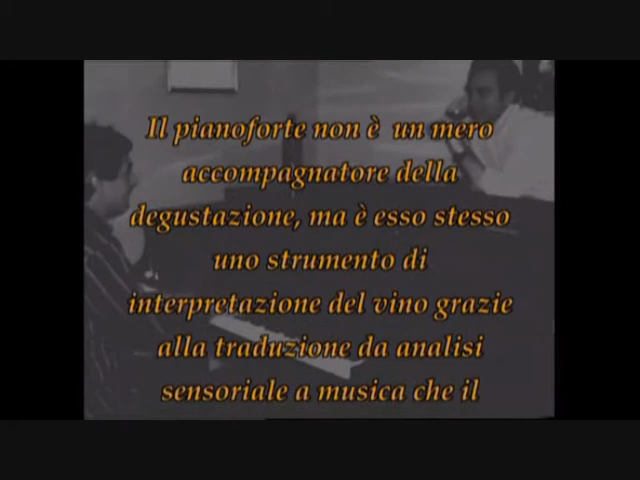 Il pianoforte non è un mero
accompagnatore della
degustazione, ma è esso stesso
uno strumento di
interpretazione del vino grazie
alla traduzione da analisi
sensoriale a musica che il